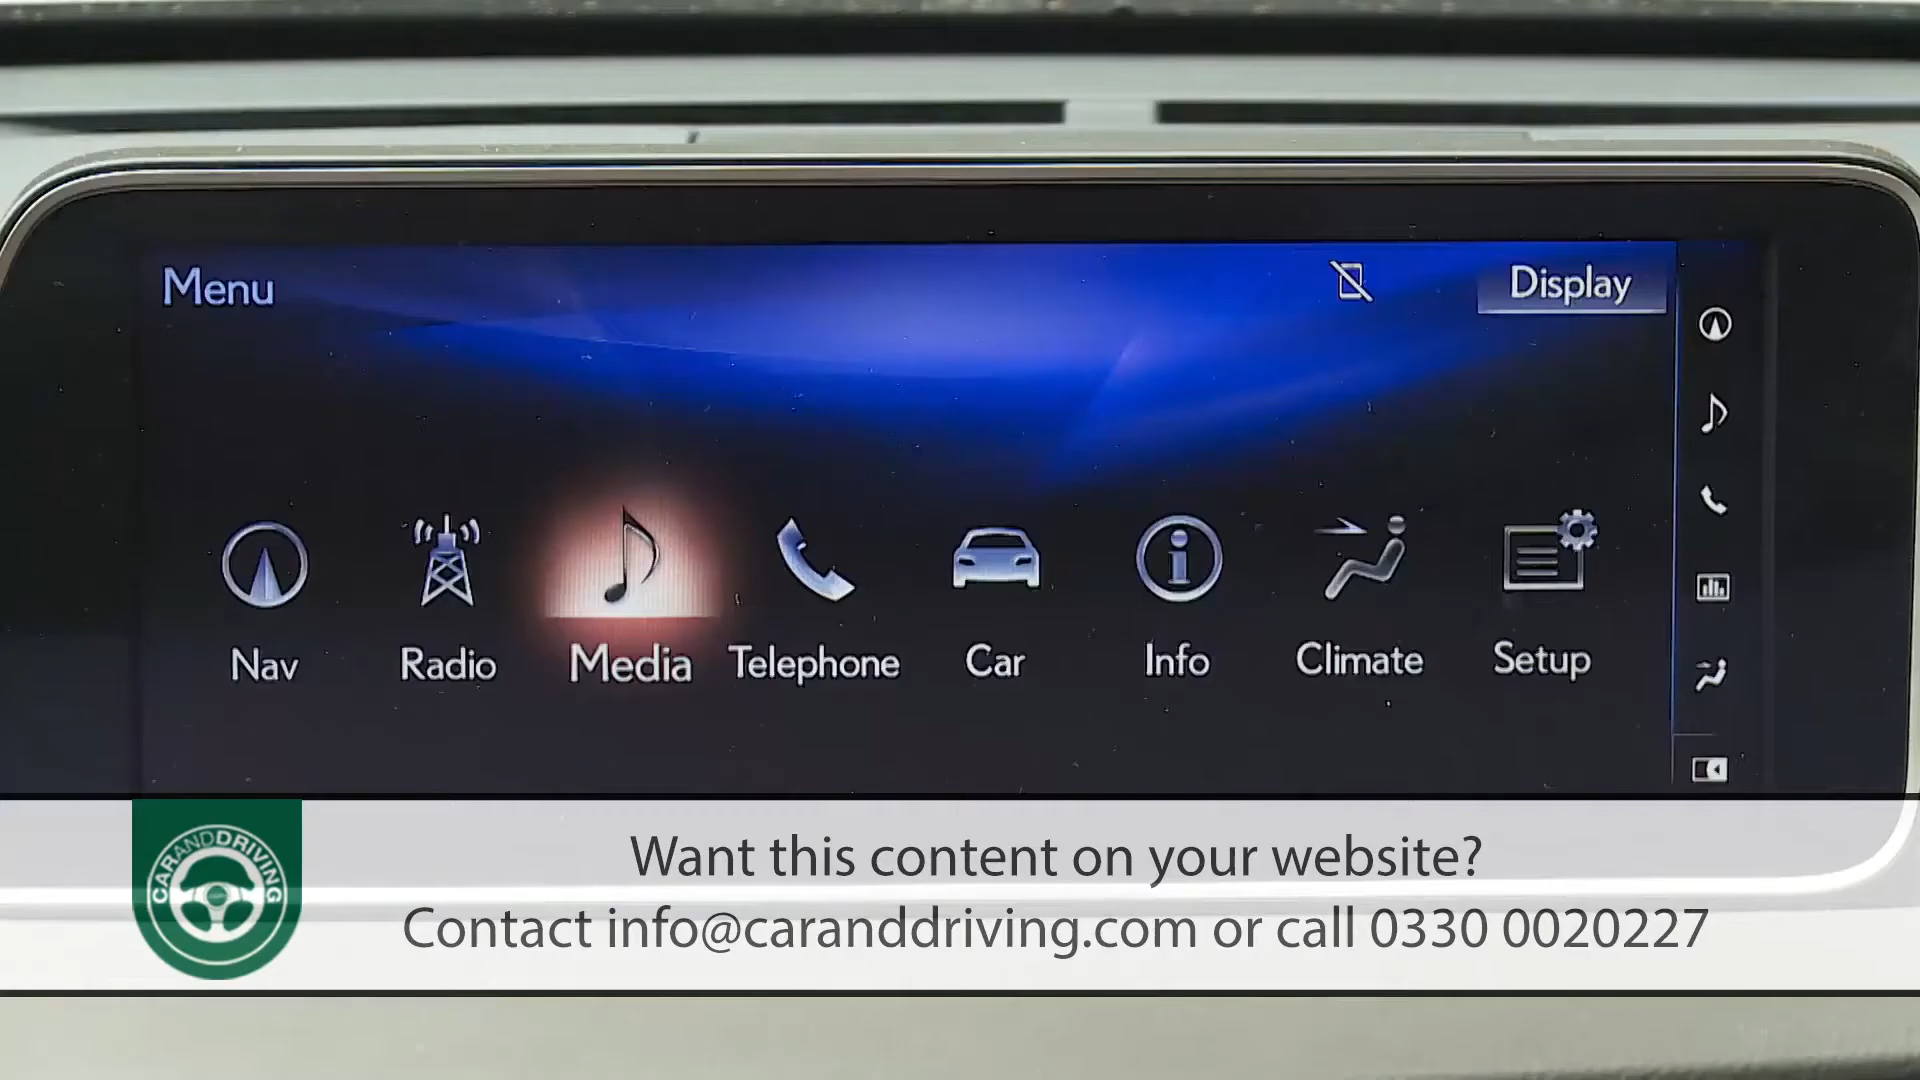 Menu
Display
Nav
Radio
Media
Telephone
Car
Info
Climate
Setup
CARANDDRIVING
Want this content on your website?
Contact info@caranddriving.com or call 0330 0020227